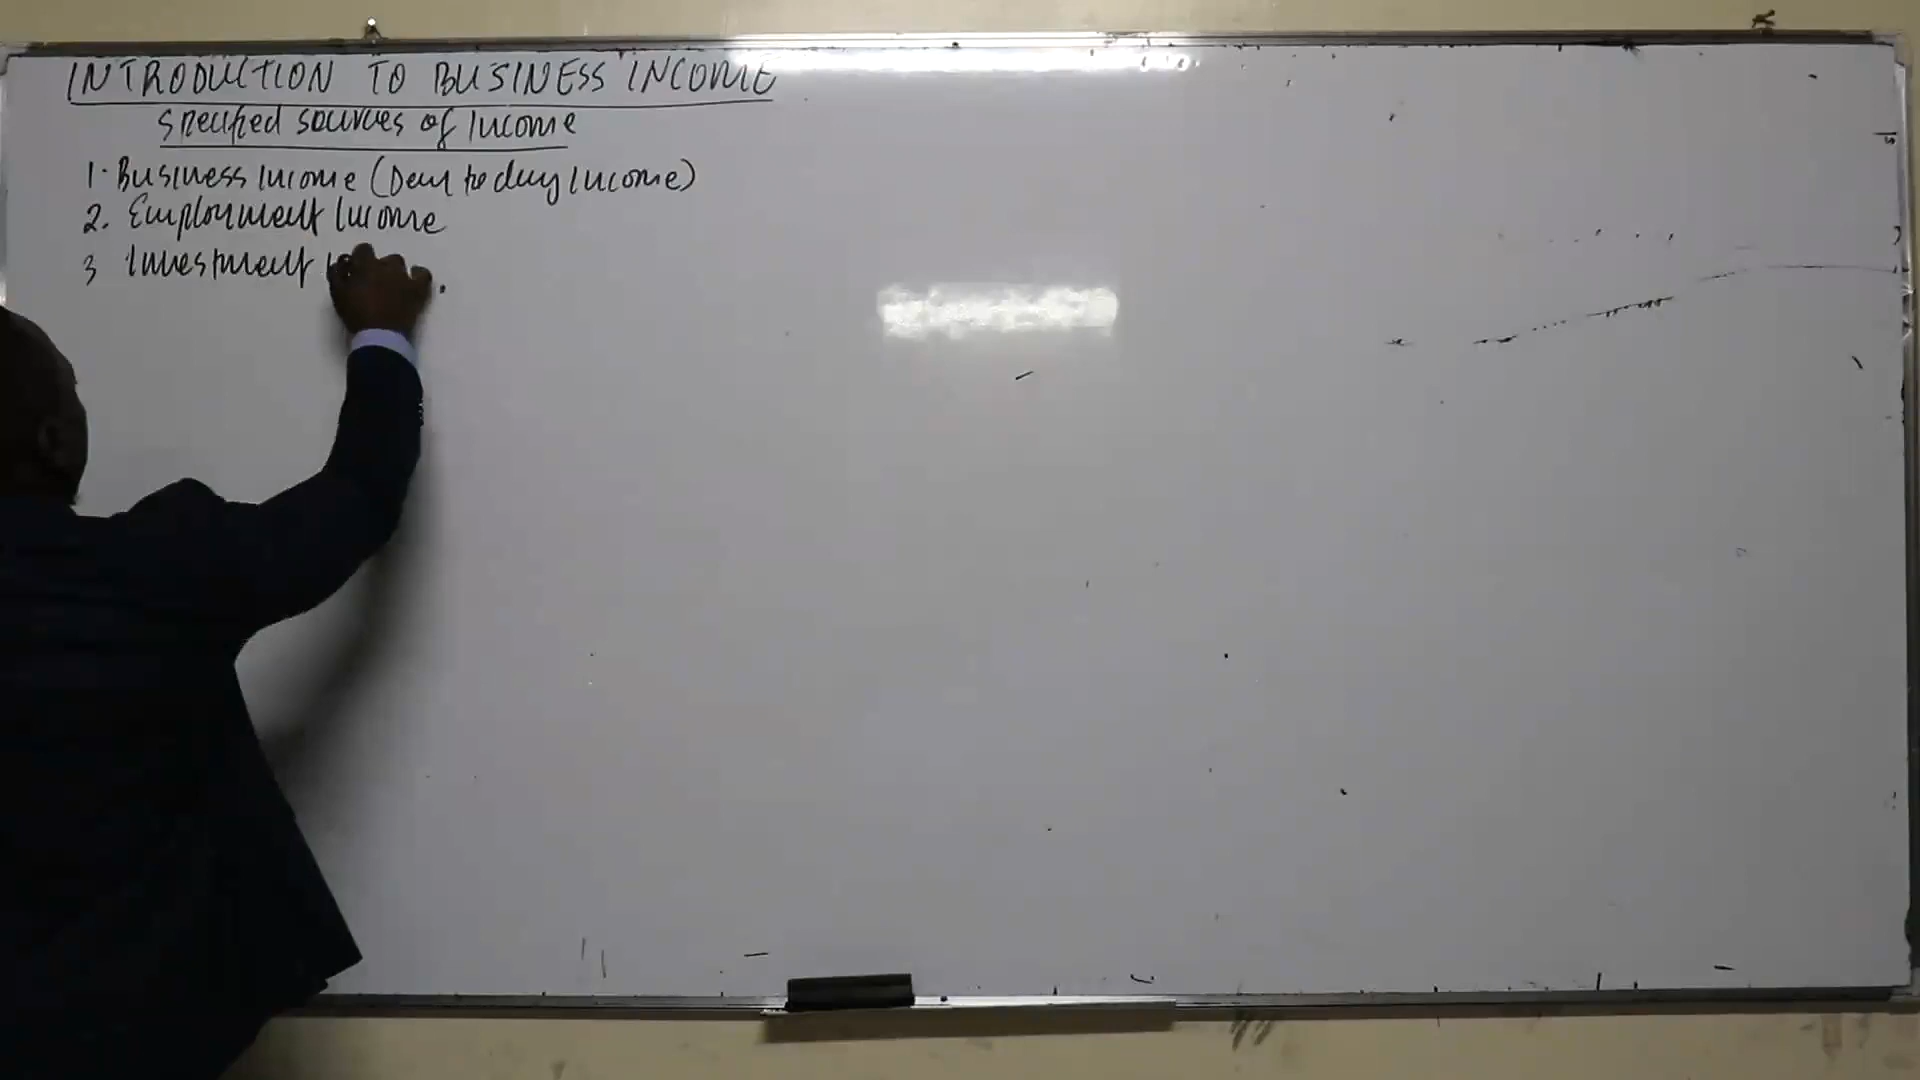 INTRODUCTION TO BUSINESS INCOME
Specified sources of Income
1. Business Income (Day to day Income)
2. Employment Income
3 Investment